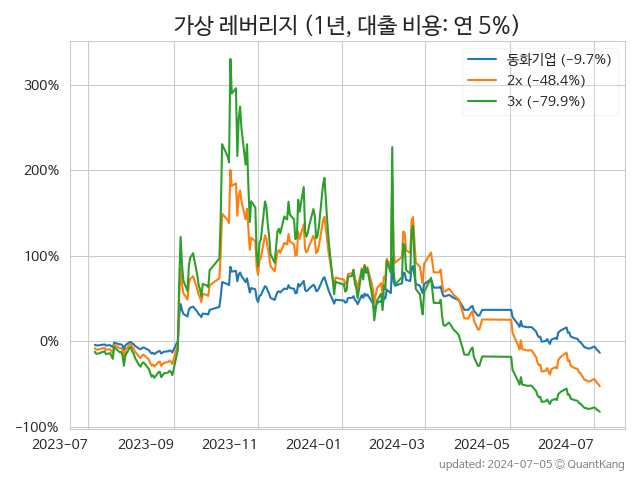 가상 레버리지 (1년, 대출 비용: 연 5%)
동화기업 (−9.7%)
2x (−48.4%)
3x (−79.9%)
300%
200%
100%
0%
−100%
2023-07 2023-09 2023-11 2024-01 2024-03 2024-05 2024-07
updated: 2024-07-05 © QuantKang